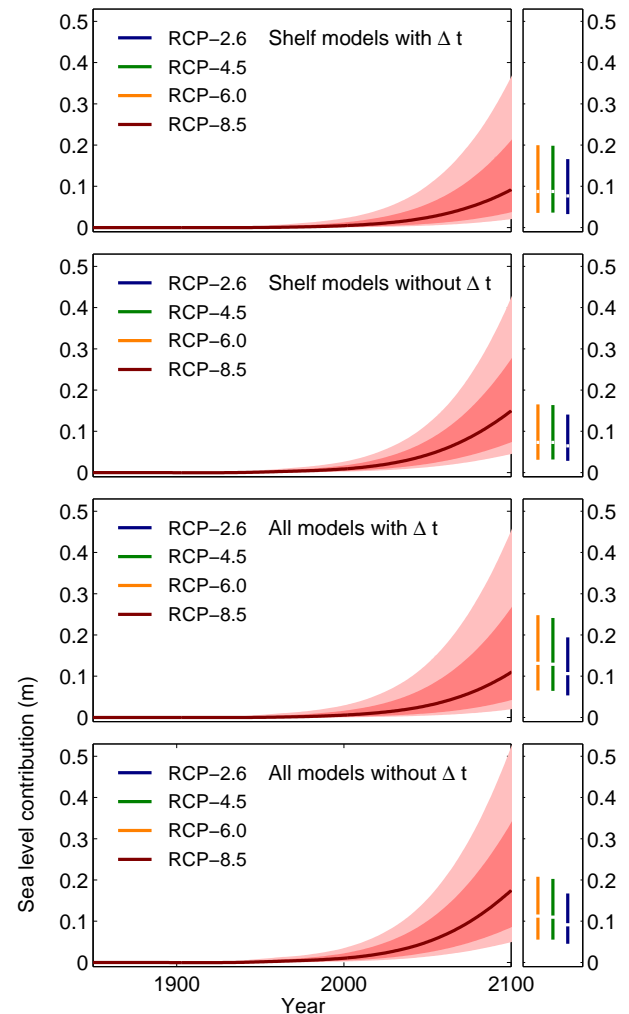 0.5 RCP−2.6 Shelf models with Δ t 0.5
0.4 RCP−4.5 0.4
0.3 RCP−6.0 0.3
0.2 RCP−8.5 0.2
0.1 0.1
0 0
0.5 RCP−2.6 Shelf models without Δ t 0.5
0.4 RCP−4.5 0.4
0.3 RCP−6.0 0.3
0.2 RCP−8.5 0.2
0.1 0.1
0 0
0.5 RCP−2.6 All models with Δ t 0.5
0.4 RCP−4.5 0.4
0.3 RCP−6.0 0.3
0.2 RCP−8.5 0.2
0.1 0.1
0 0
0.5 RCP−2.6 All models without Δ t 0.5
0.4 RCP−4.5 0.4
0.3 RCP−6.0 0.3
0.2 RCP−8.5 0.2
0.1 0.1
0 0
Sea level contribution (m)
1900 2000 2100
Year